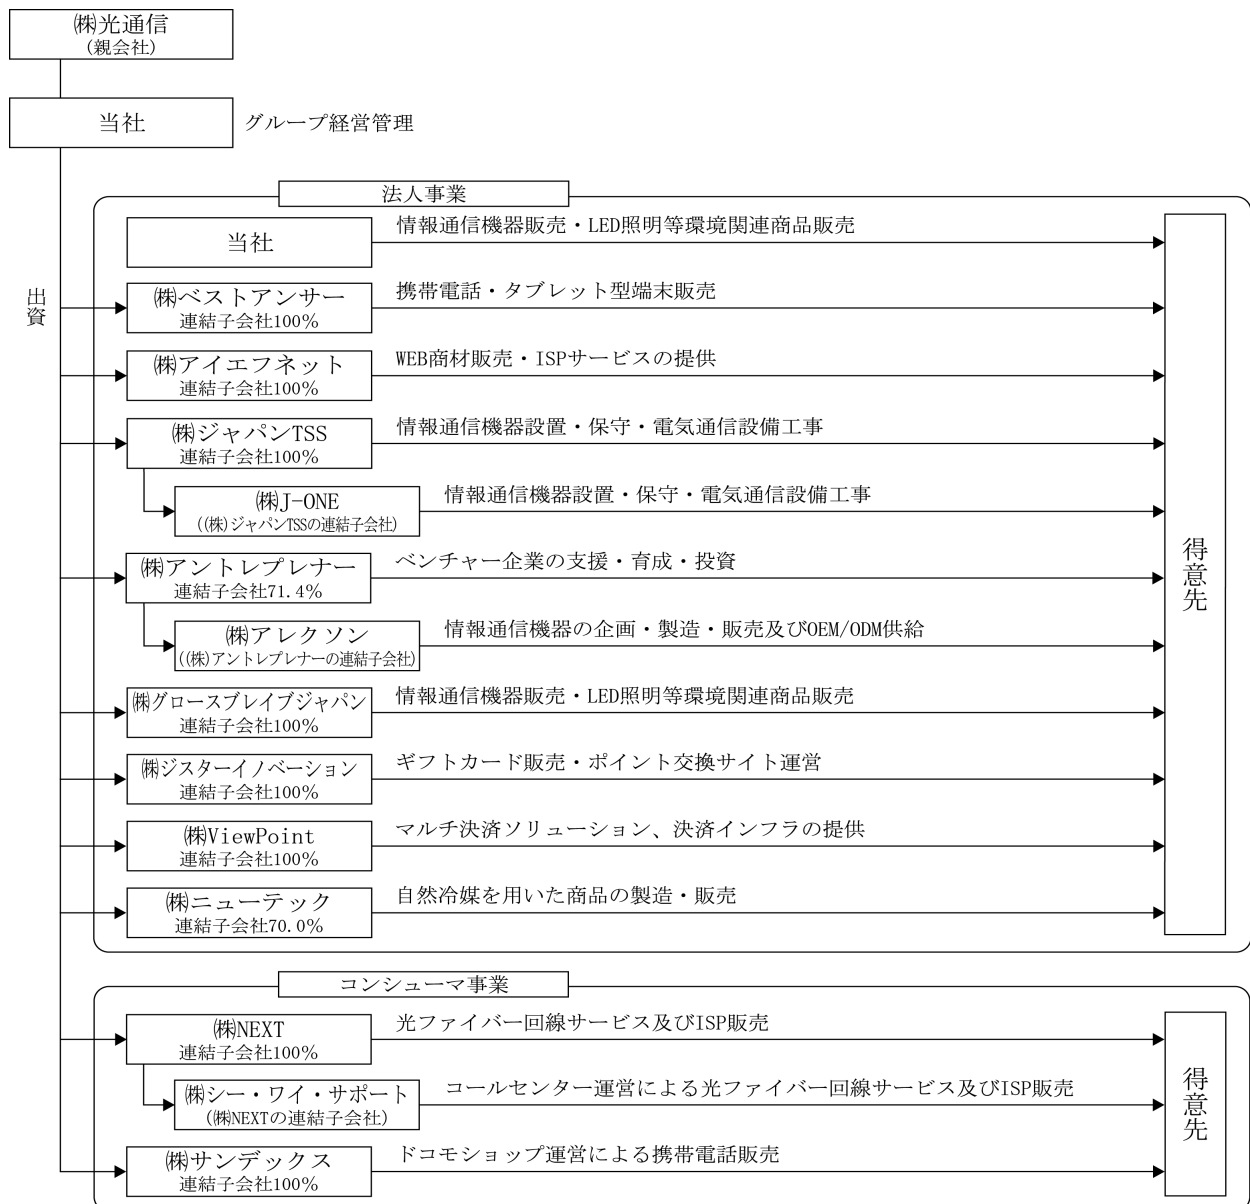 ㈱光通信
(親会社)
当社
グループ経営管理
出資
法人事業
当社
情報通信機器販売・LED照明等環境関連商品販売
㈱ベストアンサー
連結子会社100%
携帯電話・タブレット型端末販売
㈱アイエフネット
連結子会社100%
WEB商材販売・ISPサービスの提供
㈱ジャパンTSS
連結子会社100%
情報通信機器設置・保守・電気通信設備工事
㈱J-ONE
((株)ジャパンTSSの連結子会社)
情報通信機器設置・保守・電気通信設備工事
㈱アントレプレナー
連結子会社71.4%
ベンチャー企業の支援・育成・投資
㈱アレクソン
((株)アントレプレナーの連結子会社)
情報通信機器の企画・製造・販売及びOEM/ODM供給
㈱グロースブレイブジャパン
連結子会社100%
情報通信機器販売・LED照明等環境関連商品販売
㈱ジスターイノベーション
連結子会社100%
ギフトカード販売・ポイント交換サイト運営
㈱ViewPoint
連結子会社100%
マルチ決済ソリューション、決済インフラの提供
㈱ニューテック
連結子会社70.0%
自然冷媒を用いた商品の製造・販売
得意先
コンシューマ事業
㈱NEXT
連結子会社100%
光ファイバー回線サービス及びISP販売
㈱シー・ワイ・サポート
(㈱NEXTの連結子会社)
コールセンター運営による光ファイバー回線サービス及びISP販売
㈱サンデックス
連結子会社100%
ドコモショップ運営による携帯電話販売
得意先